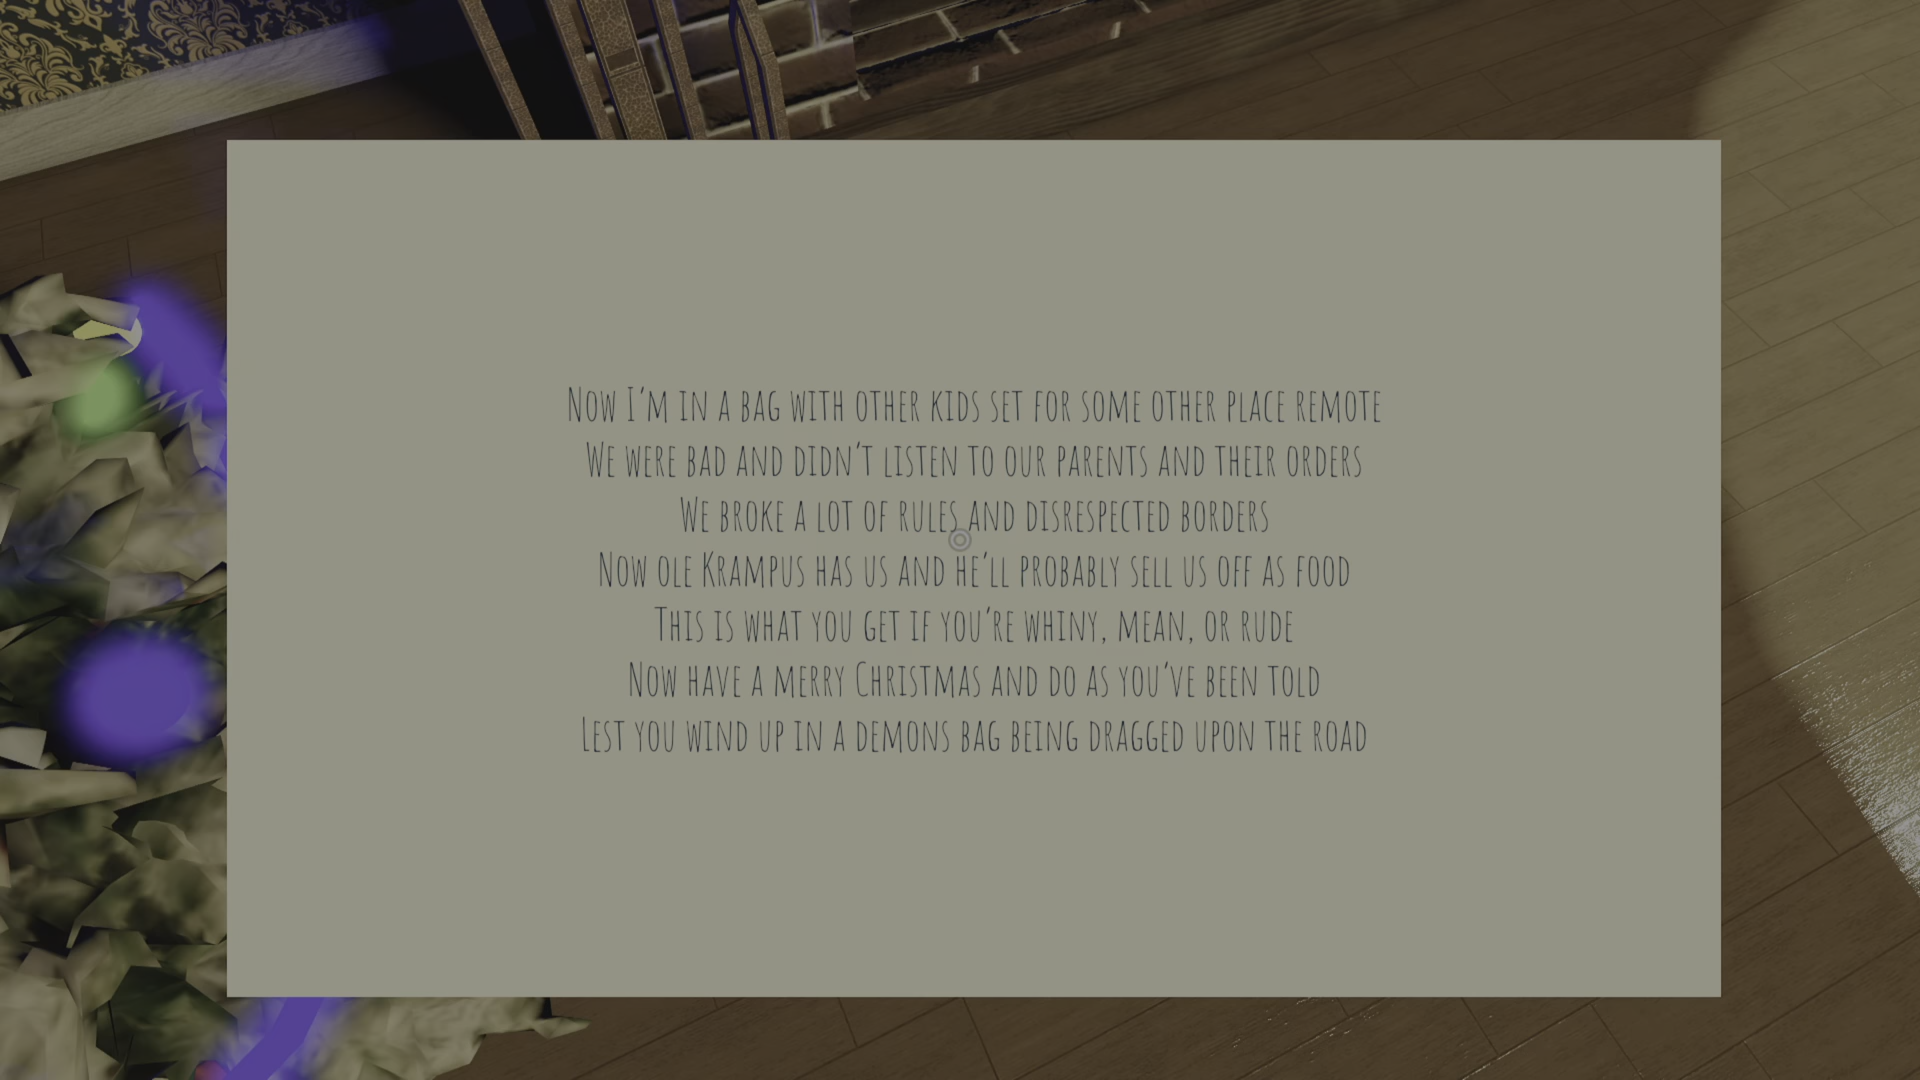 Now I'm in a bag with other kids set for some other place remote
We were bad and didn't listen to our parents and their orders
We broke a lot of rules and disrespected borders
Now ole Krampus has us and he'll probably sell us off as food
This is what you get if you're whiny, mean, or rude
Now have a merry Christmas and do as you've been told
Lest you wind up in a demons bag being dragged upon the road